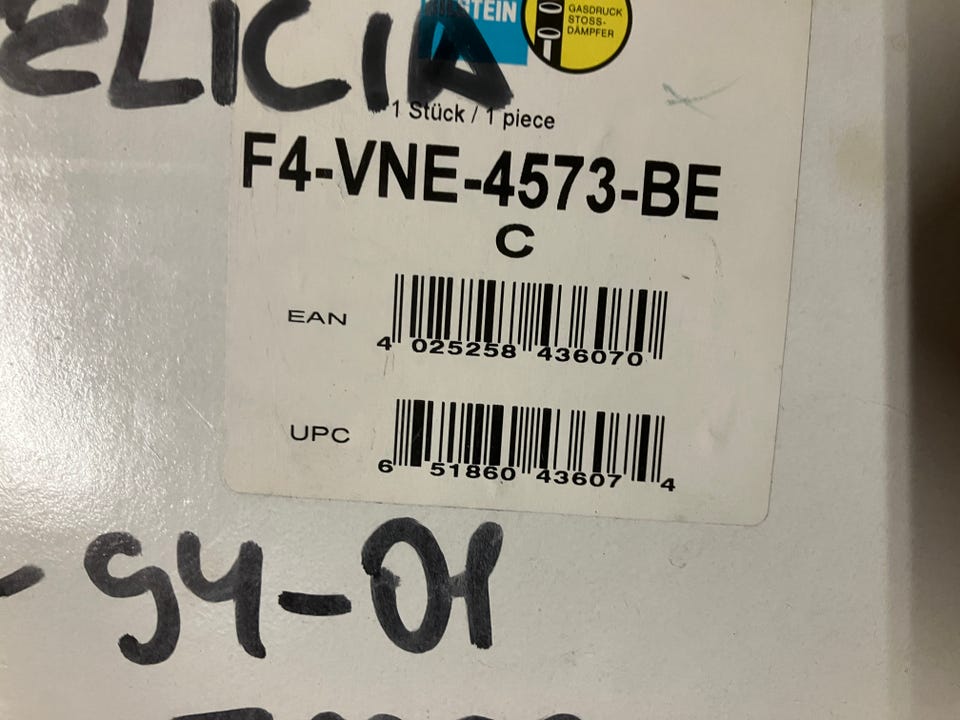 ELICIA
GASDRUCK
STOSS-
DÄMPFER
1 Stück / 1 piece
F4-VNE-4573-BE
C
EAN
4 025258 436070
UPC
6 51860 43607 4
- 94-01